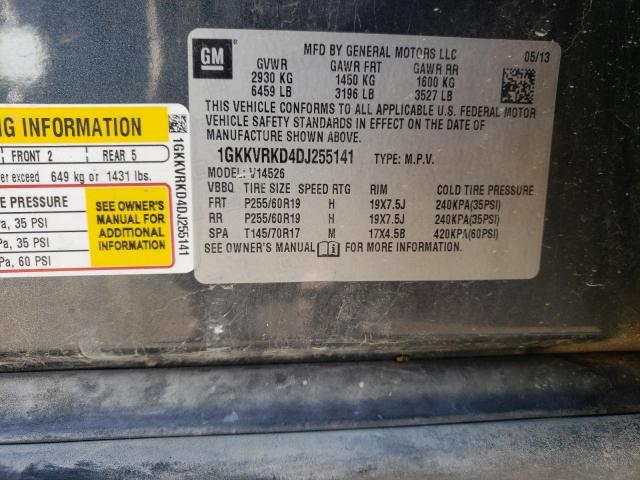 GM
MFD BY GENERAL MOTORS LLC 05/13
GVWR GAWR FRT GAWR RR
2930 KG 1450 KG 1600 KG
6459 LB 3196 LB 3527 LB
THIS VEHICLE CONFORMS TO ALL APPLICABLE U.S. FEDERAL MOTOR
VEHICLE SAFETY STANDARDS IN EFFECT ON THE DATE OF
MANUFACTURE SHOWN ABOVE.
1GKKVRKD4DJ255141 TYPE: M.P.V.
MODEL: V14526
VBBQ TIRE SIZE SPEED RTG RIM COLD TIRE PRESSURE
FRT P255/60R19 H 19X7.5J 240KPA(35PSI)
RR P255/60R19 H 19X7.5J 240KPA(35PSI)
SPA T145/70R17 M 17X4.5B 420KPA(60PSI)
SEE OWNER'S MANUAL FOR MORE INFORMATION.
NG INFORMATION
FRONT 2 REAR 5
ver exceed 649 kg or 1431 lbs.
E PRESSURE
a, 35 PSI
a, 35 PSI
Pa, 60 PSI
SEE OWNER'S
MANUAL FOR
ADDITIONAL
INFORMATION
1GKKVRKD4DJ255141